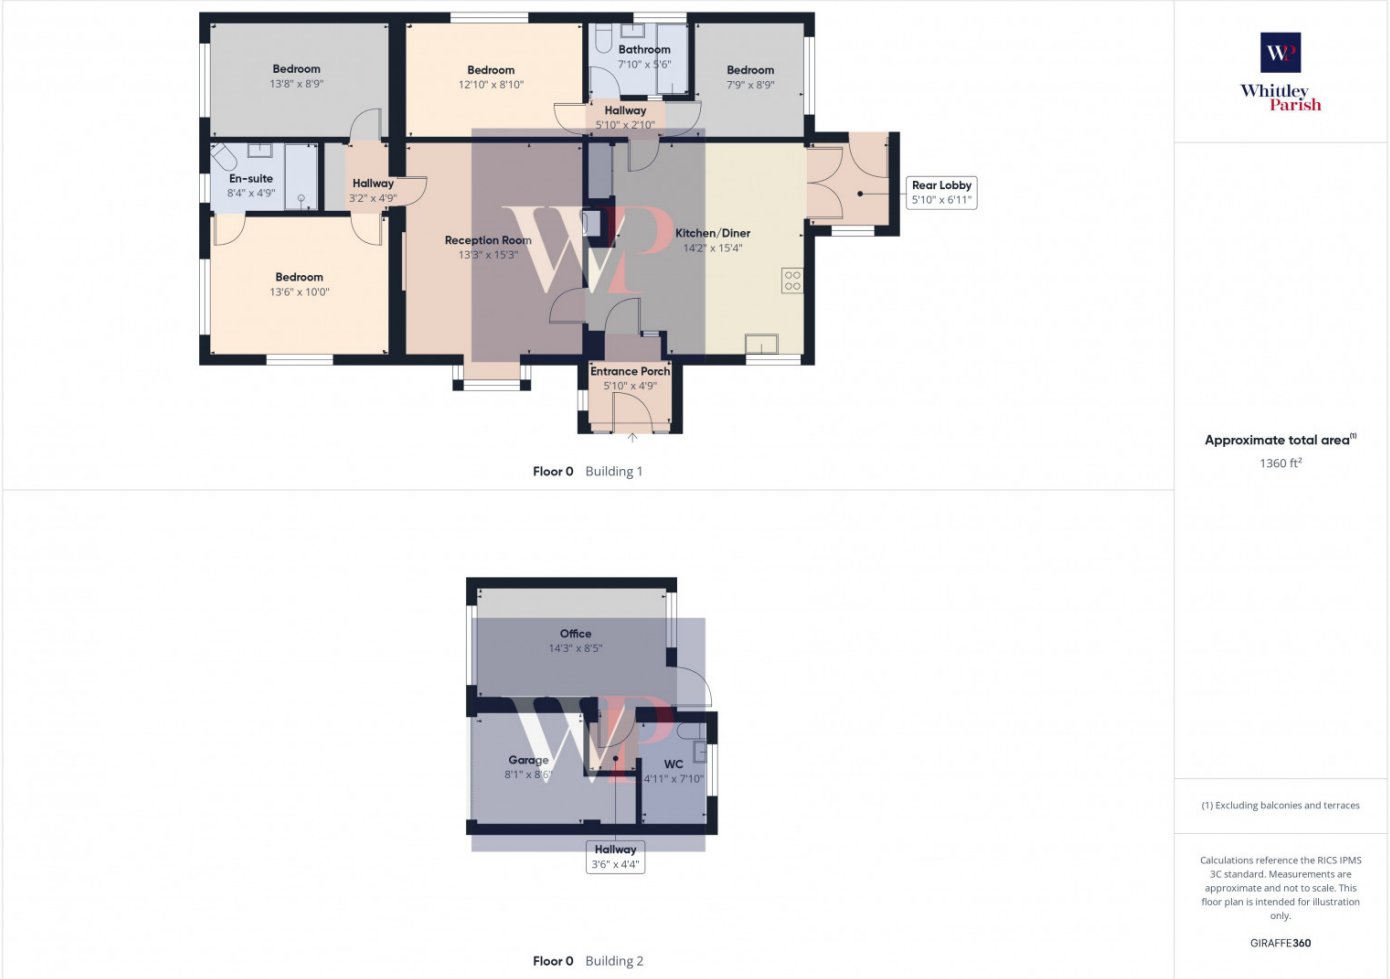 Bedroom
13'8" x 8'9"
Bedroom
12'10" x 8'10"
Bathroom
7'10" x 5'6"
Bedroom
7'9" x 8'9"
Hallway
5'10" x 2'10"
En-suite
8'4" x 4'9"
Hallway
3'2" x 4'9"
Rear Lobby
5'10" x 6'11"
Reception Room
13'3" x 15'3"
Kitchen/Diner
14'2" x 15'4"
Bedroom
13'6" x 10'0"
Entrance Porch
5'10" x 4'9"
WP
Floor 0 Building 1
Office
14'3" x 8'5"
Garage
8'1" x 8'6"
WC
4'11" x 7'10"
Hallway
3'6" x 4'4"
WP
Floor 0 Building 2
WP
Whittley
Parish
Approximate total area(1)
1360 ft²
(1) Excluding balconies and terraces
Calculations reference the RICS IPMS
3C standard. Measurements are
approximate and not to scale. This
floor plan is intended for illustration
only.
GIRAFFE360